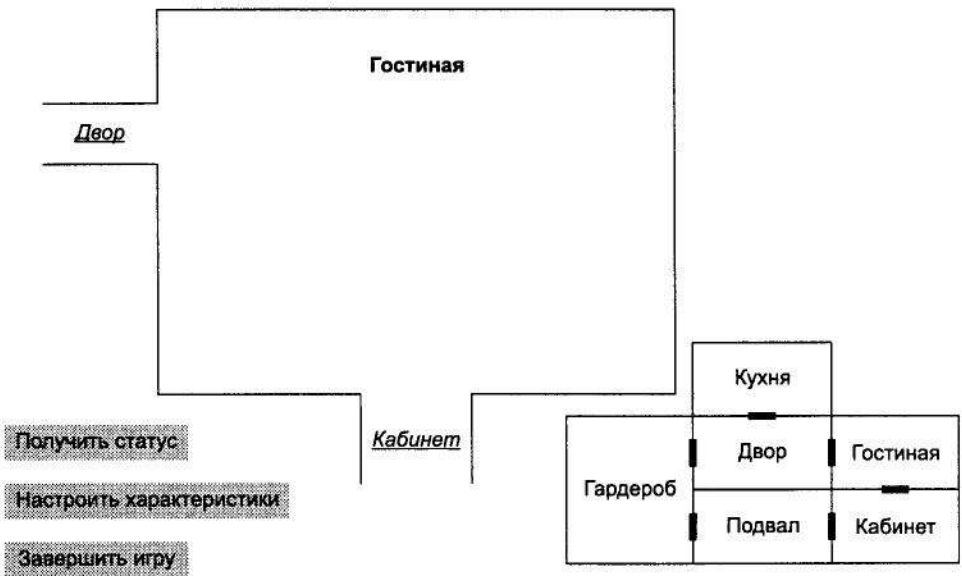 Гостиная
Двор
Кухня
Получить статус
Кабинет
Двор
Гостиная
Гардероб
Настроить характеристики
Подвал
Кабинет
Завершить игру